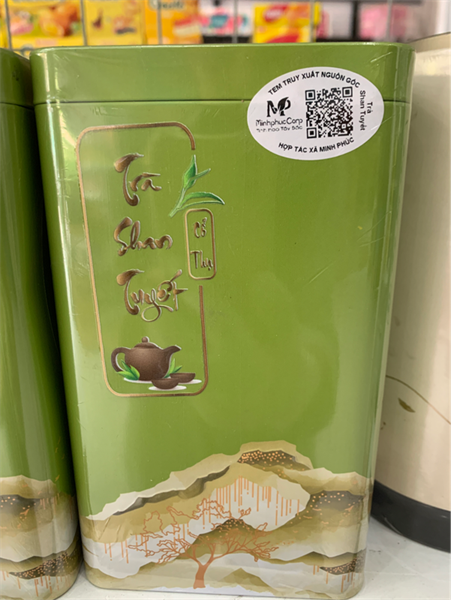 TEM TRUY XUẤT NGUỒN GỐC
MP
MinhphucCorp
Trà
Shan Tuyết
HỢP TÁC XÃ MINH PHÚC
Trà
Shan
Tuyết
Cổ
Thụ